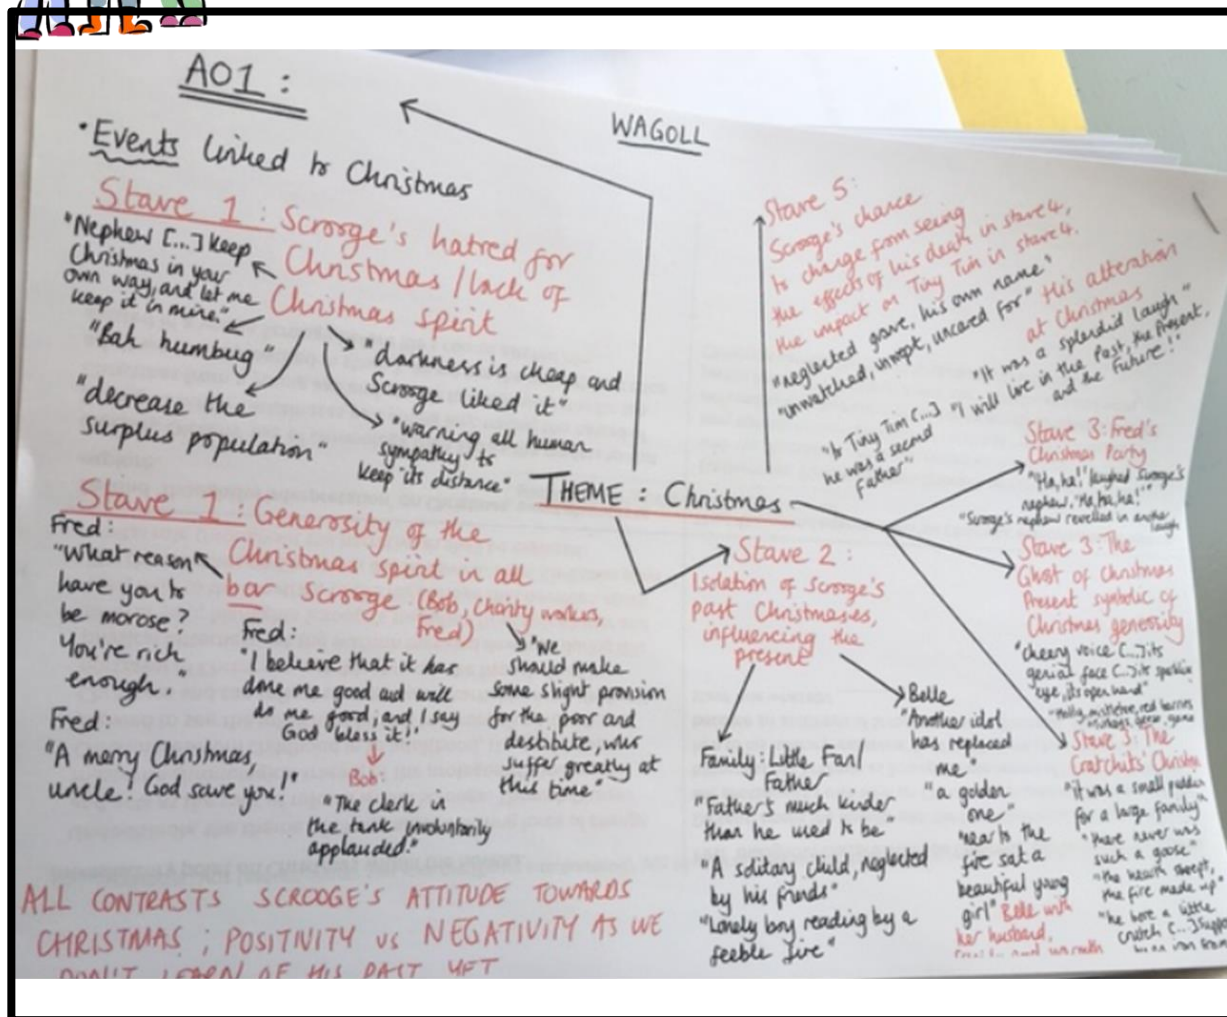 AO1 :
WAGOLL
• Events linked to Christmas
Stave 1 : Scrooge's hatred for
Christmas / lack of
Christmas spirit
"Nephew [...] keep
Christmas in your
own way, and let me
keep it in mine."
"Bah humbug"
"decrease the
surplus population"
"darkness is cheap and
Scrooge liked it"
"warning all human
sympathy to
keep its distance"
THEME : Christmas
Stave 1 : Generosity of the
Christmas spirit in all
bar Scrooge (Bob, Charity workers,
Fred)
Fred:
"What reason
have you to
be morose?
You're rich
enough."
Fred:
"A merry Christmas,
uncle! God save you!"
Fred:
"I believe that it has
done me good and will
do me good; and I say
God bless it!"
Bob:
"The clerk in
the tank involuntarily
applauded."
"We
should make
some slight provision
for the poor and
destitute, who
suffer greatly at
this time"
ALL CONTRASTS SCROOGE'S ATTITUDE TOWARDS
CHRISTMAS ; POSITIVITY vs NEGATIVITY AS WE
DON'T LEARN OF HIS PAST YET
Stave 5:
Scrooge's chance
to change from seeing
the effects of his death in stave 4,
the impact on Tiny Tim in stave 4.
"neglected grave, his own name"
"unwatched, unwept, uncared for"
His alteration
at Christmas
"It was a splendid laugh"
"I will live in the Past, the Present,
and the Future!"
"to Tiny Tim [...]
he was a second
Father"
Stave 3: Fred's
Christmas Party
"Ha, ha!" laughed Scrooge's
nephew, "Ha, ha, ha!"
"Scrooge's nephew revelled in another
laugh
Stave 3: The
Ghost of Christmas
Present symbolic of
Christmas generosity
"cheery voice [...] its
genial face [...] its sparkling
eye, its open hand"
"Holly, mistletoe, red berries
Stave 3: The
Cratchits' Christmas
"it was a small pudding
for a large family"
"there never was
such a goose"
"the hearth swept,
the fire made up"
"he bore a little
crutch [...]
Stave 2 :
Isolation of Scrooge's
past Christmases,
influencing the
present
Family: Little Fan/
Father
"Father's much kinder
than he used to be"
"A solitary child, neglected
by his friends"
"Lonely boy reading by a
feeble fire"
Belle
"Another idol
has replaced
me"
"a golden
one"
"near to the
fire sat a
beautiful young
girl" Belle with
her husband,